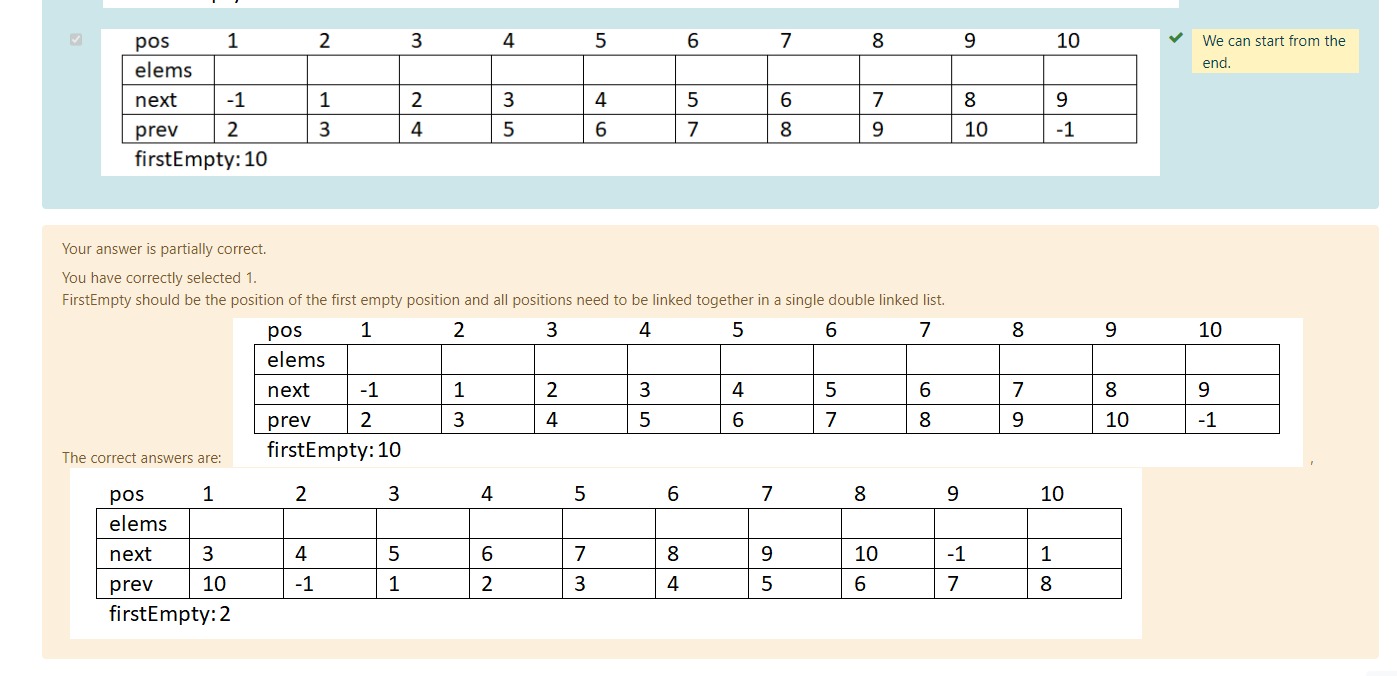 pos 1 2 3 4 5 6 7 8 9 10
elems
next -1 1 2 3 4 5 6 7 8 9
prev 2 3 4 5 6 7 8 9 10 -1
firstEmpty: 10
We can start from the
end.
Your answer is partially correct.
You have correctly selected 1.
FirstEmpty should be the position of the first empty position and all positions need to be linked together in a single double linked list.
pos 1 2 3 4 5 6 7 8 9 10
elems
next -1 1 2 3 4 5 6 7 8 9
prev 2 3 4 5 6 7 8 9 10 -1
firstEmpty: 10
The correct answers are: ,
pos 1 2 3 4 5 6 7 8 9 10
elems
next 3 4 5 6 7 8 9 10 -1 1
prev 10 -1 1 2 3 4 5 6 7 8
firstEmpty: 2